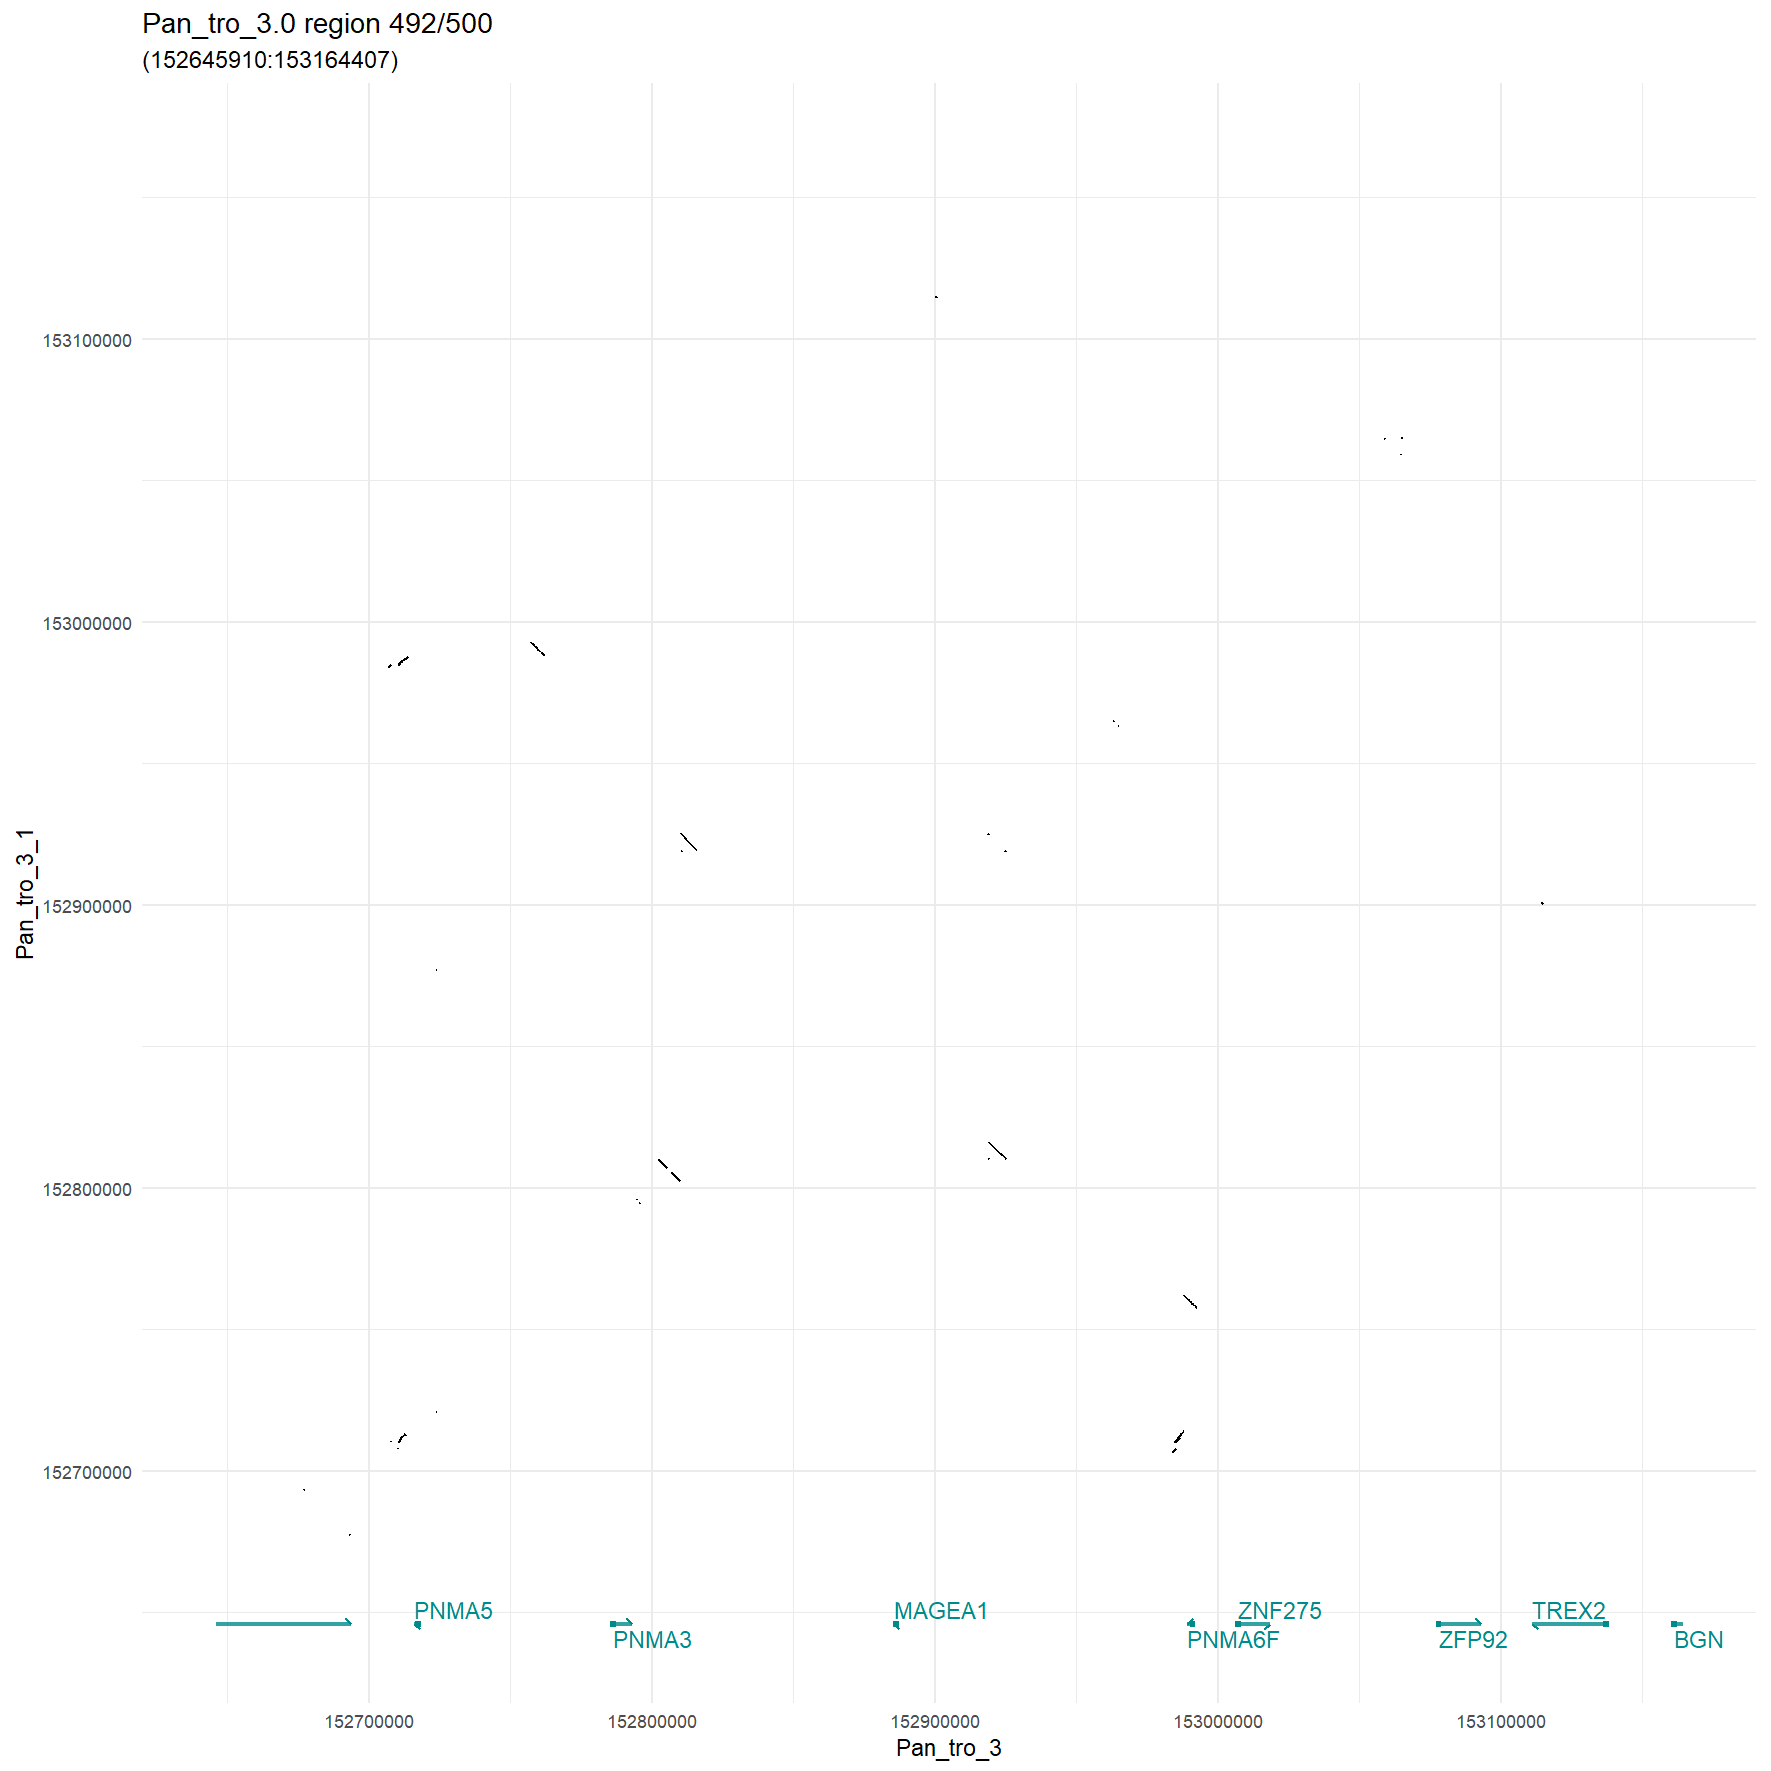 Pan_tro_3.0 region 492/500
(152645910:153164407)
153100000
153000000
152900000
152800000
152700000
Pan_tro_3_1
PNMA5
PNMA3
MAGEA1
PNMA6F
ZNF275
ZFP92
TREX2
BGN
152700000
152800000
152900000
153000000
153100000
Pan_tro_3